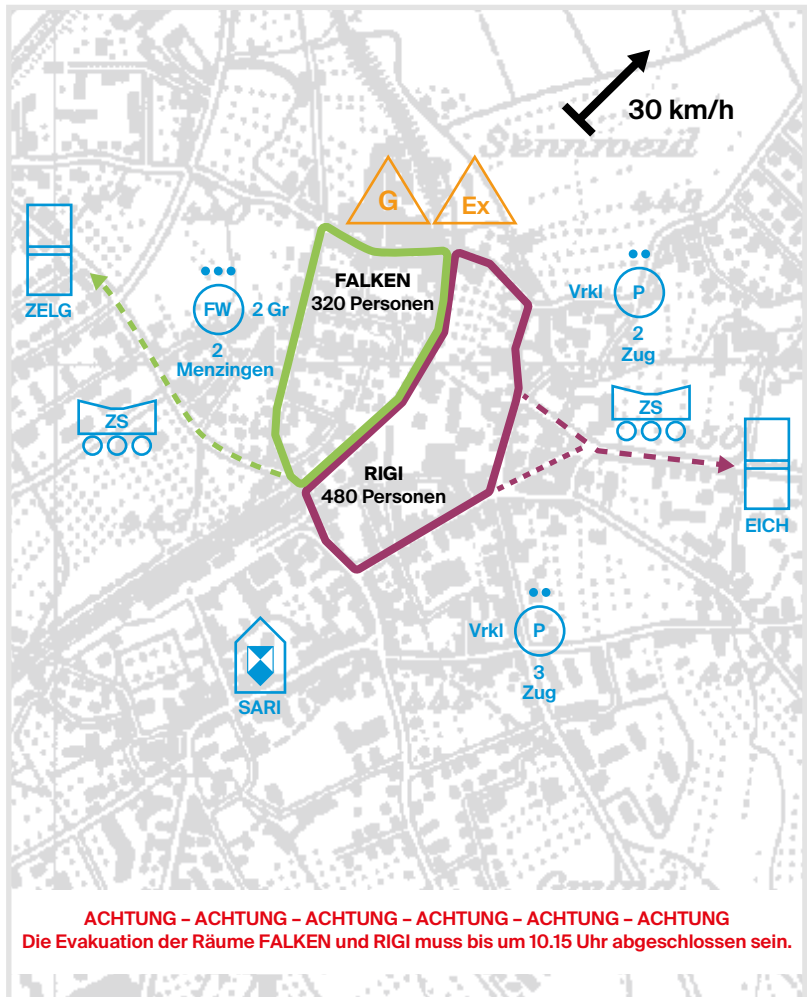 30 km/h
Sennweid
G
Ex
FALKEN
320 Personen
ZELG
FW
2 Gr
2
Menzingen
Vrkl
P
2
Zug
ZS
ZS
RIGI
480 Personen
EICH
Vrkl
P
3
Zug
SARI
ACHTUNG – ACHTUNG – ACHTUNG – ACHTUNG – ACHTUNG – ACHTUNG
Die Evakuation der Räume FALKEN und RIGI muss bis um 10.15 Uhr abgeschlossen sein.